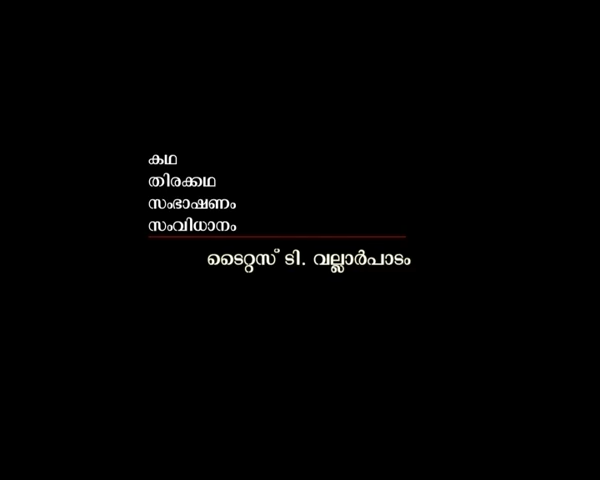 കഥ
തിരക്കഥ
സംഭാഷണം
സംവിധാനം
ടൈറ്റസ് ടി. വല്ലാർപാടം